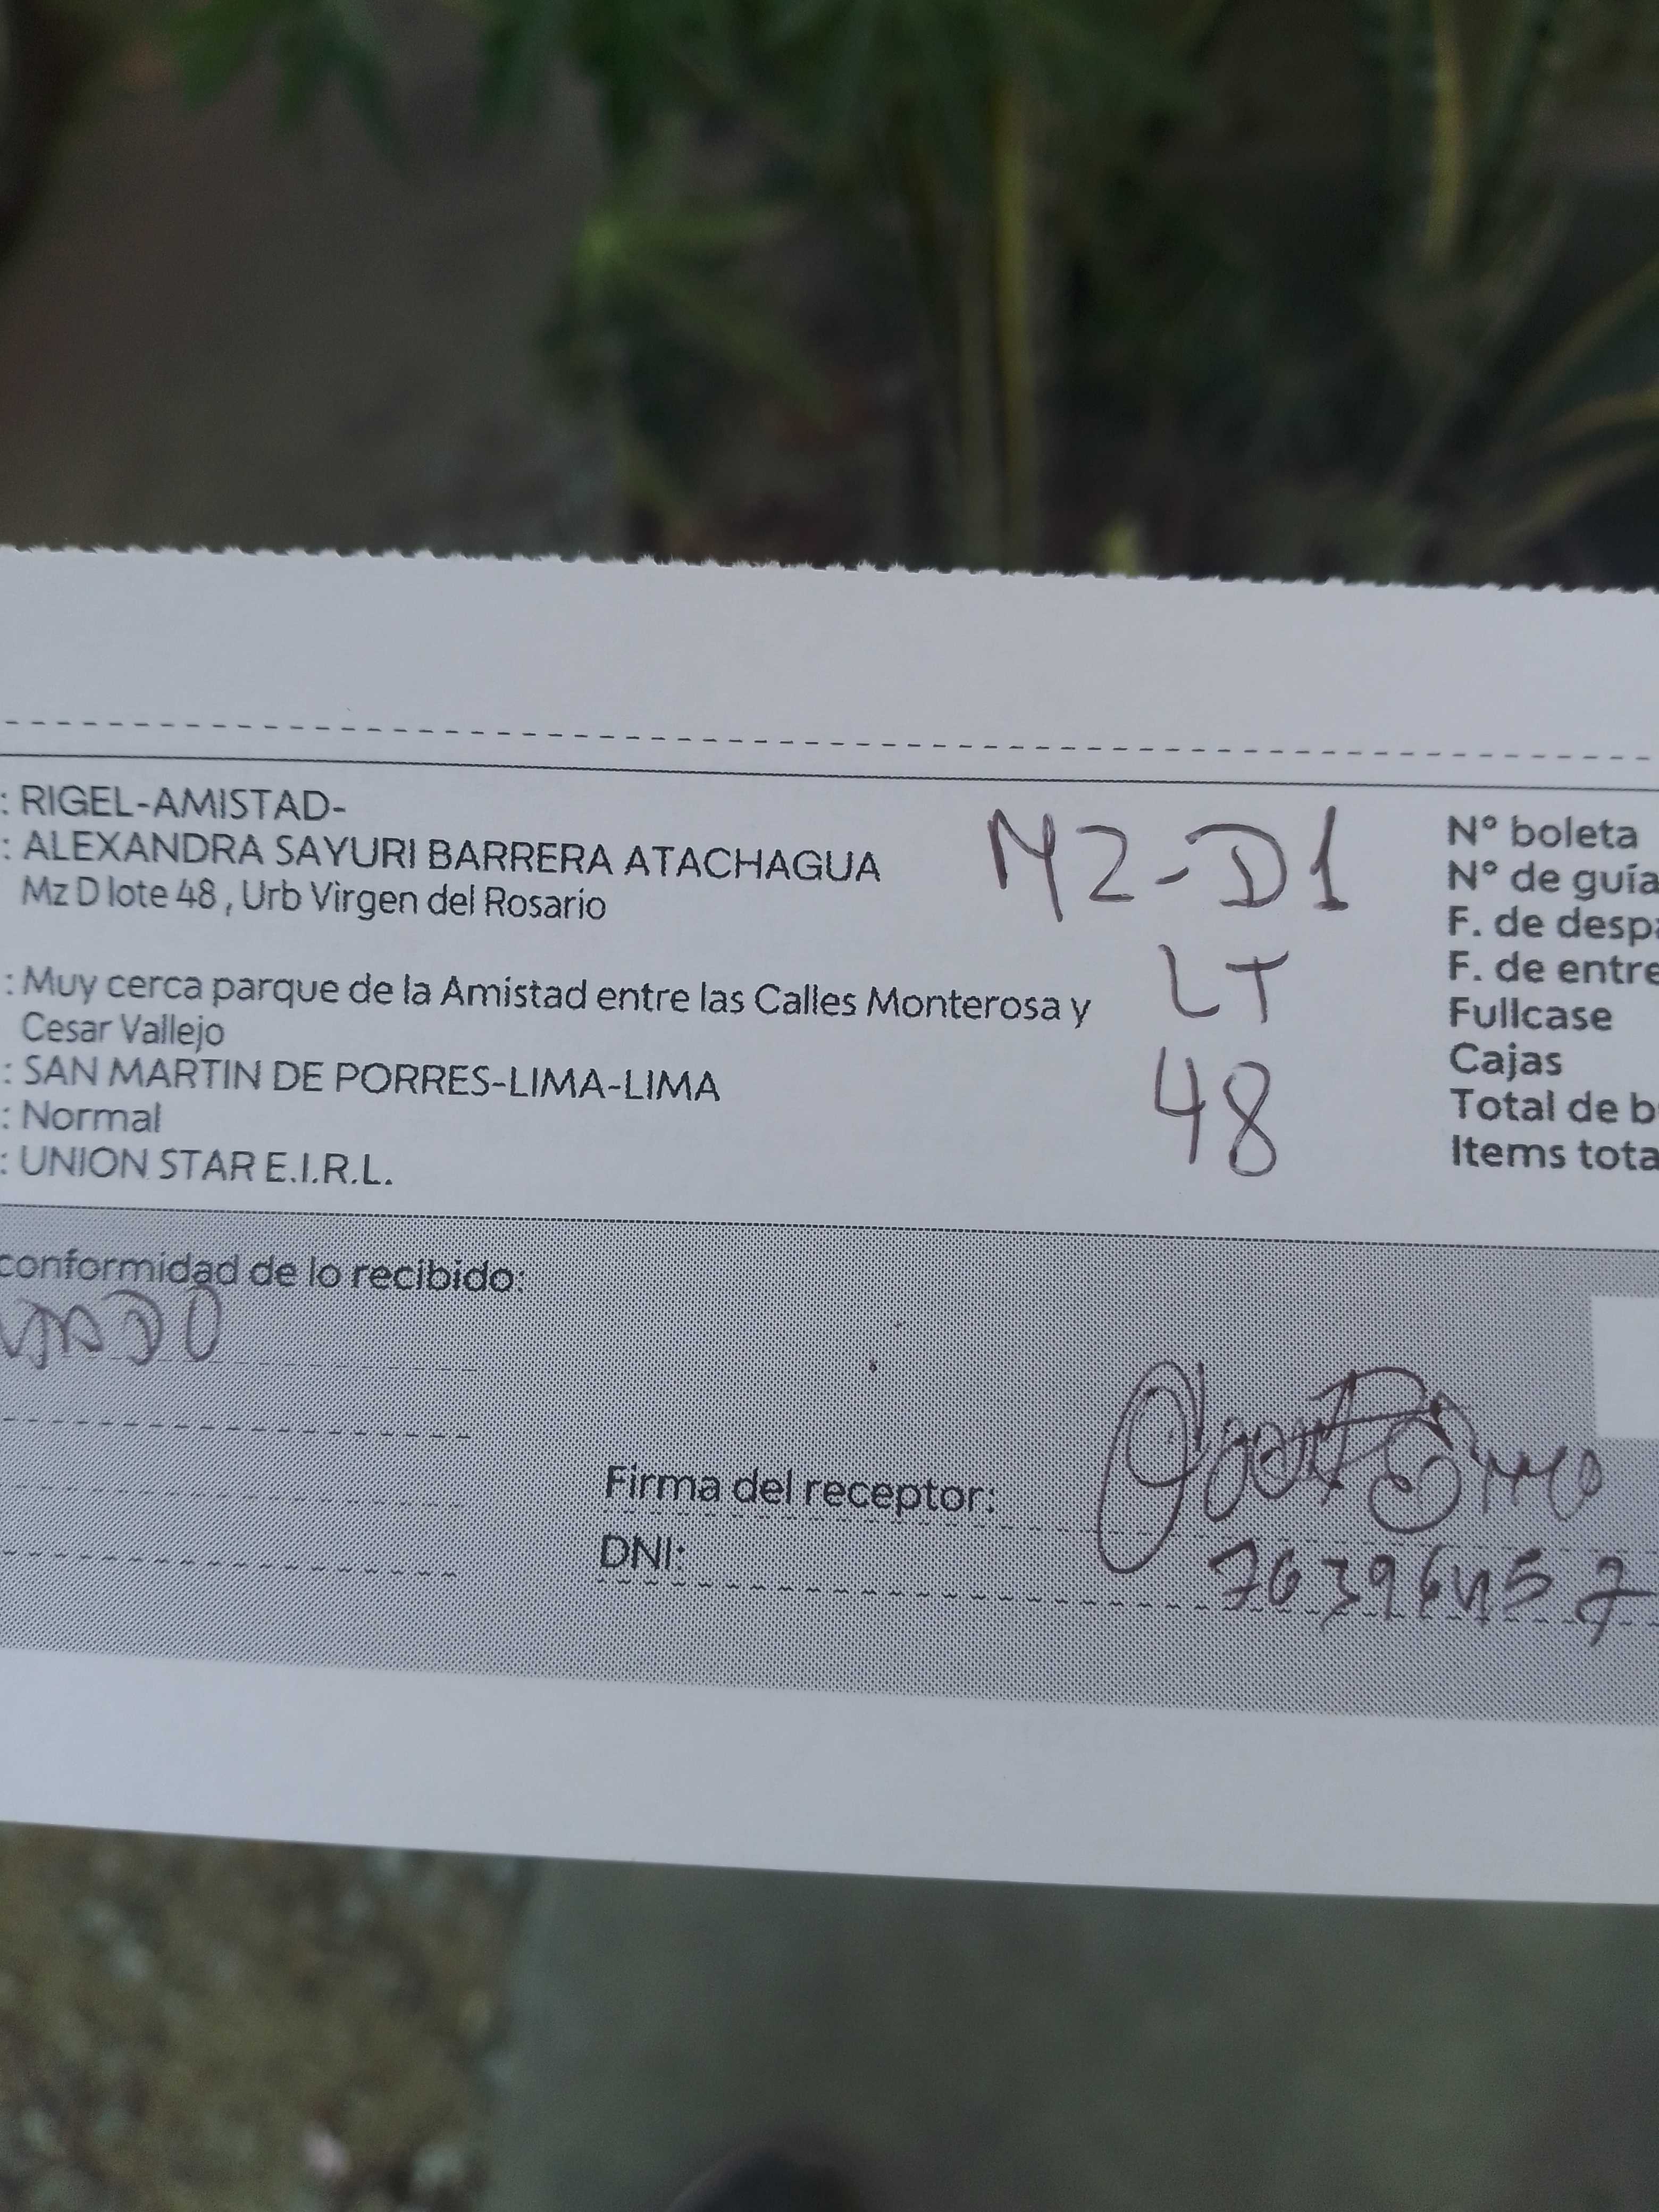 : RIGEL-AMISTAD-
: ALEXANDRA SAYURI BARRERA ATACHAGUA
Mz D lote 48 , Urb Virgen del Rosario
: Muy cerca parque de la Amistad entre las Calles Monterosa y
Cesar Vallejo
: SAN MARTIN DE PORRES-LIMA-LIMA
: Normal
: UNION STAR E.I.R.L.
MZ-D1
LT
48
N° boleta
N° de guía
F. de despa
F. de entre
Fullcase
Cajas
Total de b
Items tota
conformidad de lo recibido:
Firma del receptor:
DNI: 76396457